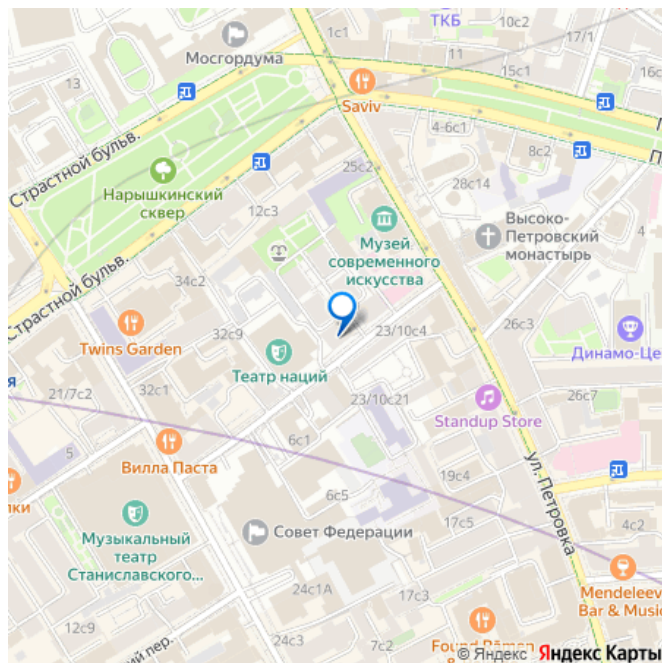 ТКБ
10с2
17/1
1с1
Мосгордума
11
15с1
13
Saviv
4-6с1
8с2
Страстной бульв.
25с2
28с14
Нарышкинский
сквер
12с3
Музей
современного
искусства
Высоко-
Петровский
монастырь
Страстной бульв.
34с2
32с9
23/10с4
26с3
Twins Garden
Театр наций
Динамо-Це
21/7с2
32с1
23/10с21
26с7
Standup Store
6с1
5
Вилла Паста
19с4
ул. Петровка
6с5
17с5
4с2
Музыкальный
театр
Станиславского...
Совет Федерации
24с1А
Mendeleev
Bar & Music
12с9
24с3
7с2
ий пер.
© Яндекс Яндекс Карты